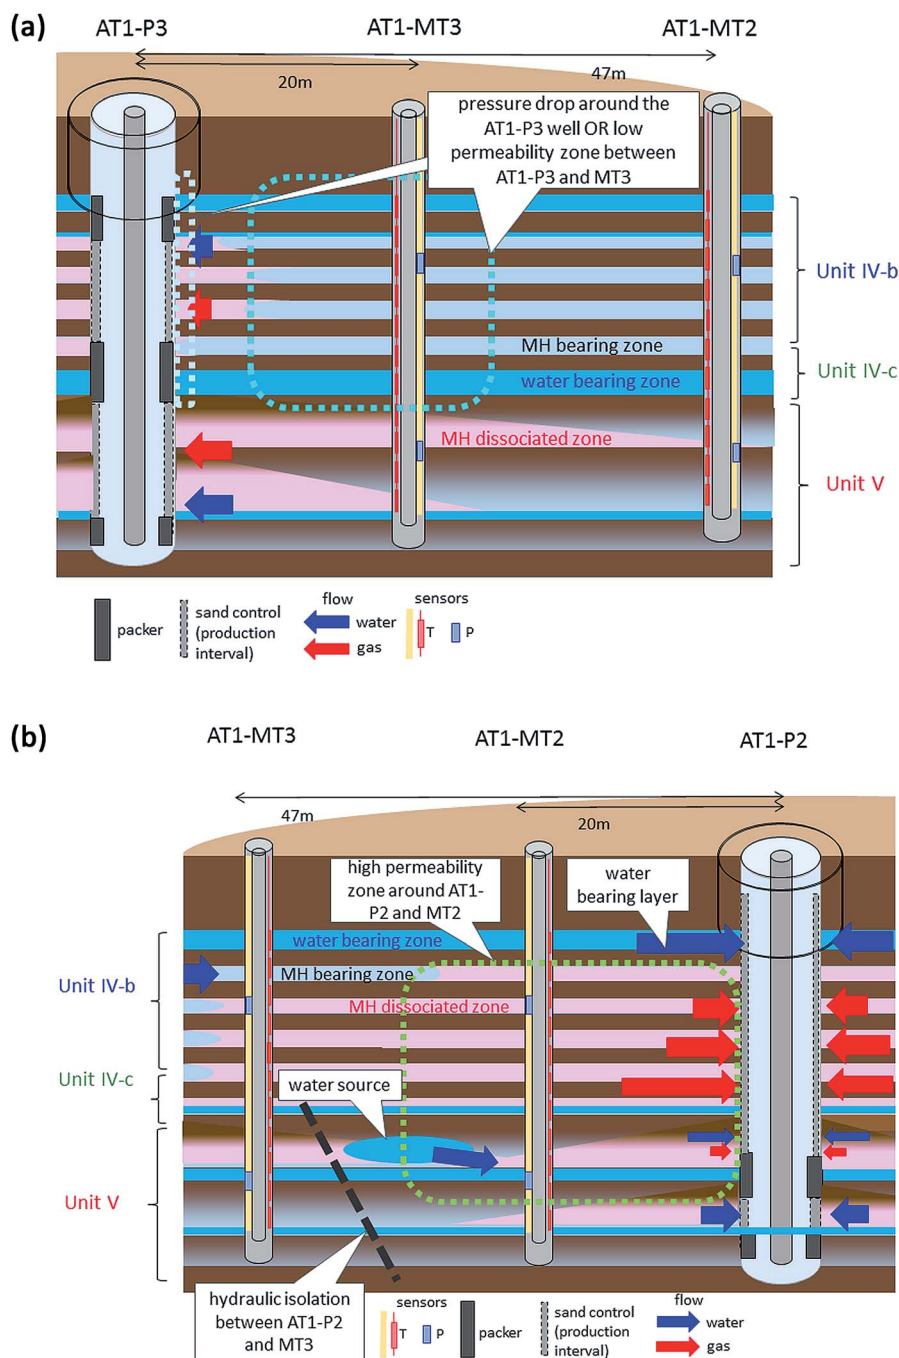 (a)
AT1-P3
AT1-MT3
AT1-MT2
20m
47m
pressure drop around the
AT1-P3 well OR low
permeability zone between
AT1-P3 and MT3
Unit IV-b
MH bearing zone
Unit IV-c
water bearing zone
MH dissociated zone
Unit V
packer
sand control
(production
interval)
flow
water
gas
sensors
T
P
(b)
AT1-MT3
AT1-MT2
AT1-P2
47m
20m
high permeability
zone around AT1-
P2 and MT2
water
bearing layer
water bearing zone
MH bearing zone
Unit IV-b
MH dissociated zone
Unit IV-c
water source
Unit V
hydraulic isolation
between AT1-P2
and MT3
sensors
T
P
packer
sand control
(production
interval)
flow
water
gas